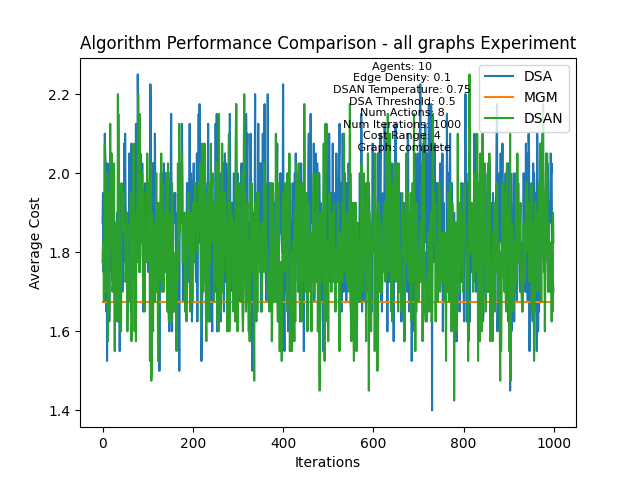 Algorithm Performance Comparison - all graphs Experiment
Agents: 10
Edge Density: 0.1
DSAN Temperature: 0.75
DSA Threshold: 0.5
Num Actions: 8
Num Iterations: 1000
Cost Range: 4
Graph: complete
DSA
MGM
DSAN
Average Cost
2.2
2.0
1.8
1.6
1.4
0
200
400
600
800
1000
Iterations